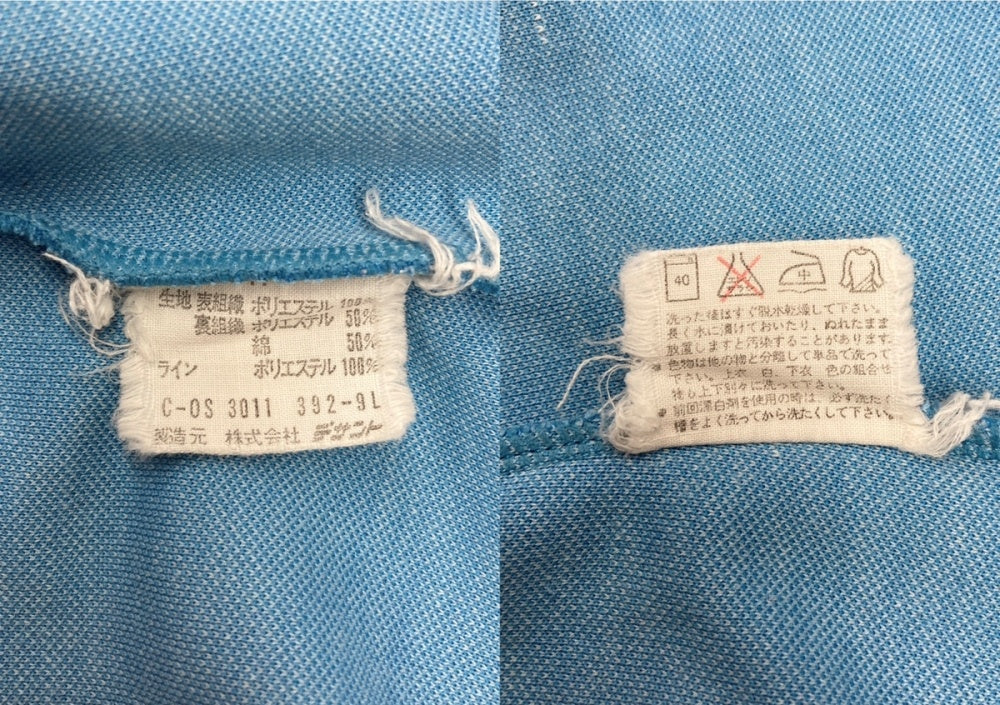 生地 表組織 ポリエステル 100%
裏組織 ポリエステル 50%
綿 50%
ライン ポリエステル 100%
C-OS 3011 392-9L
製造元 株式会社
40
中
洗った後はすぐ脱水乾燥して下さい。
長く水に漬けておいたり、ぬれたまま
放置しますと汚染することがあります。
色物は他の物と分離して単品で洗って
下さい。上衣 白、下衣 色の組合せ
物も上下別々に洗って下さい。
前回漂白剤を使用の時は 必ず洗たく
槽をよく洗ってから洗たくして下さい。